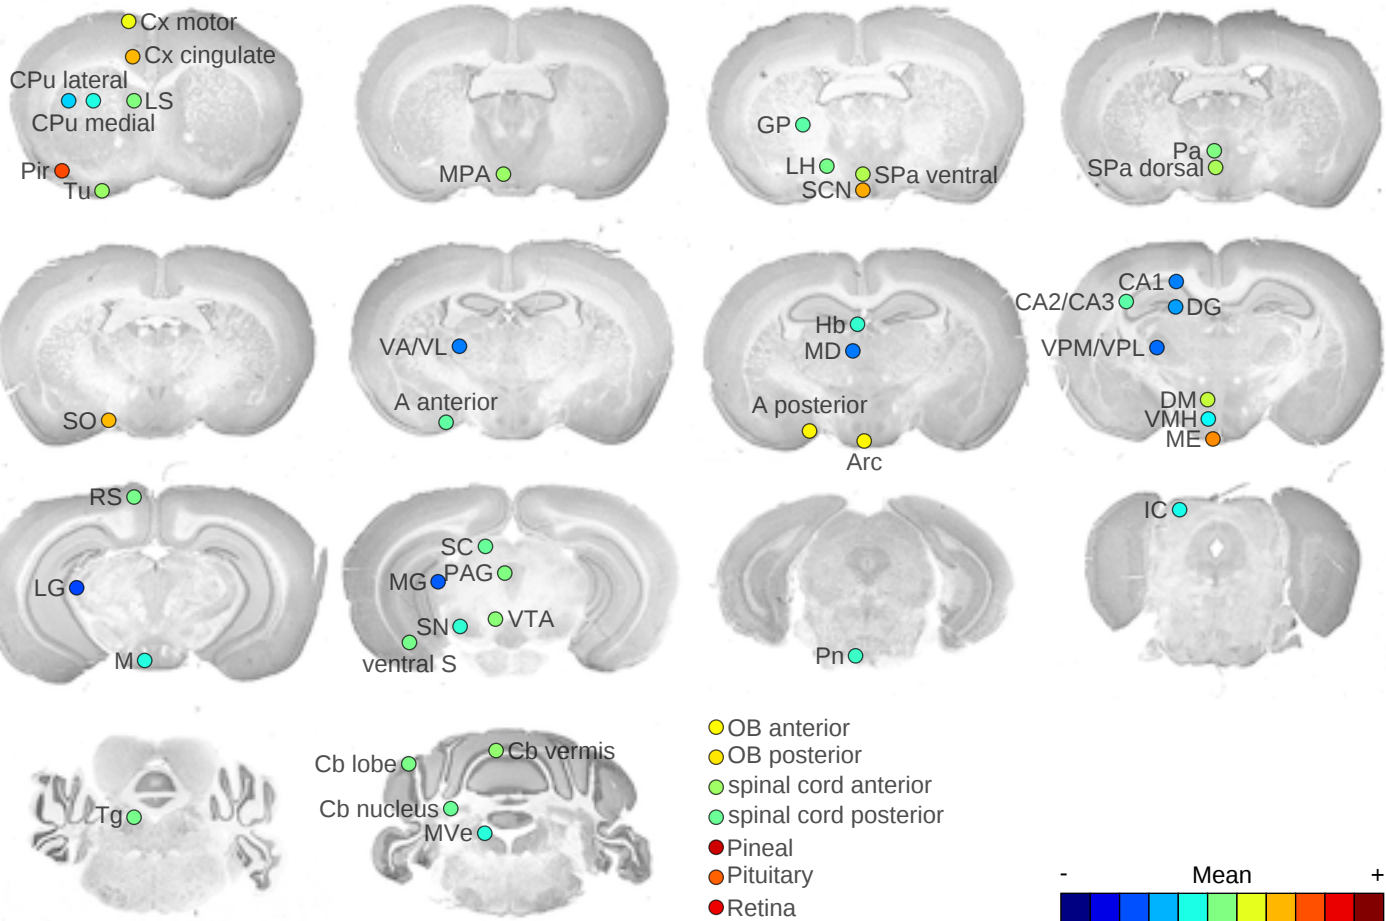 Cx motor
Cx cingulate
CPu lateral
LS
CPu medial
Pir
Tu
MPA
GP
LH
SPa ventral
SCN
Pa
SPa dorsal
SO
VA/VL
A anterior
Hb
MD
A posterior
Arc
CA1
CA2/CA3
DG
VPM/VPL
DM
VMH
ME
RS
LG
M
SC
MG
PAG
SN
VTA
ventral S
Pn
IC
Tg
Cb lobe
Cb vermis
Cb nucleus
MVe
OB anterior
OB posterior
spinal cord anterior
spinal cord posterior
Pineal
Pituitary
Retina
- Mean +